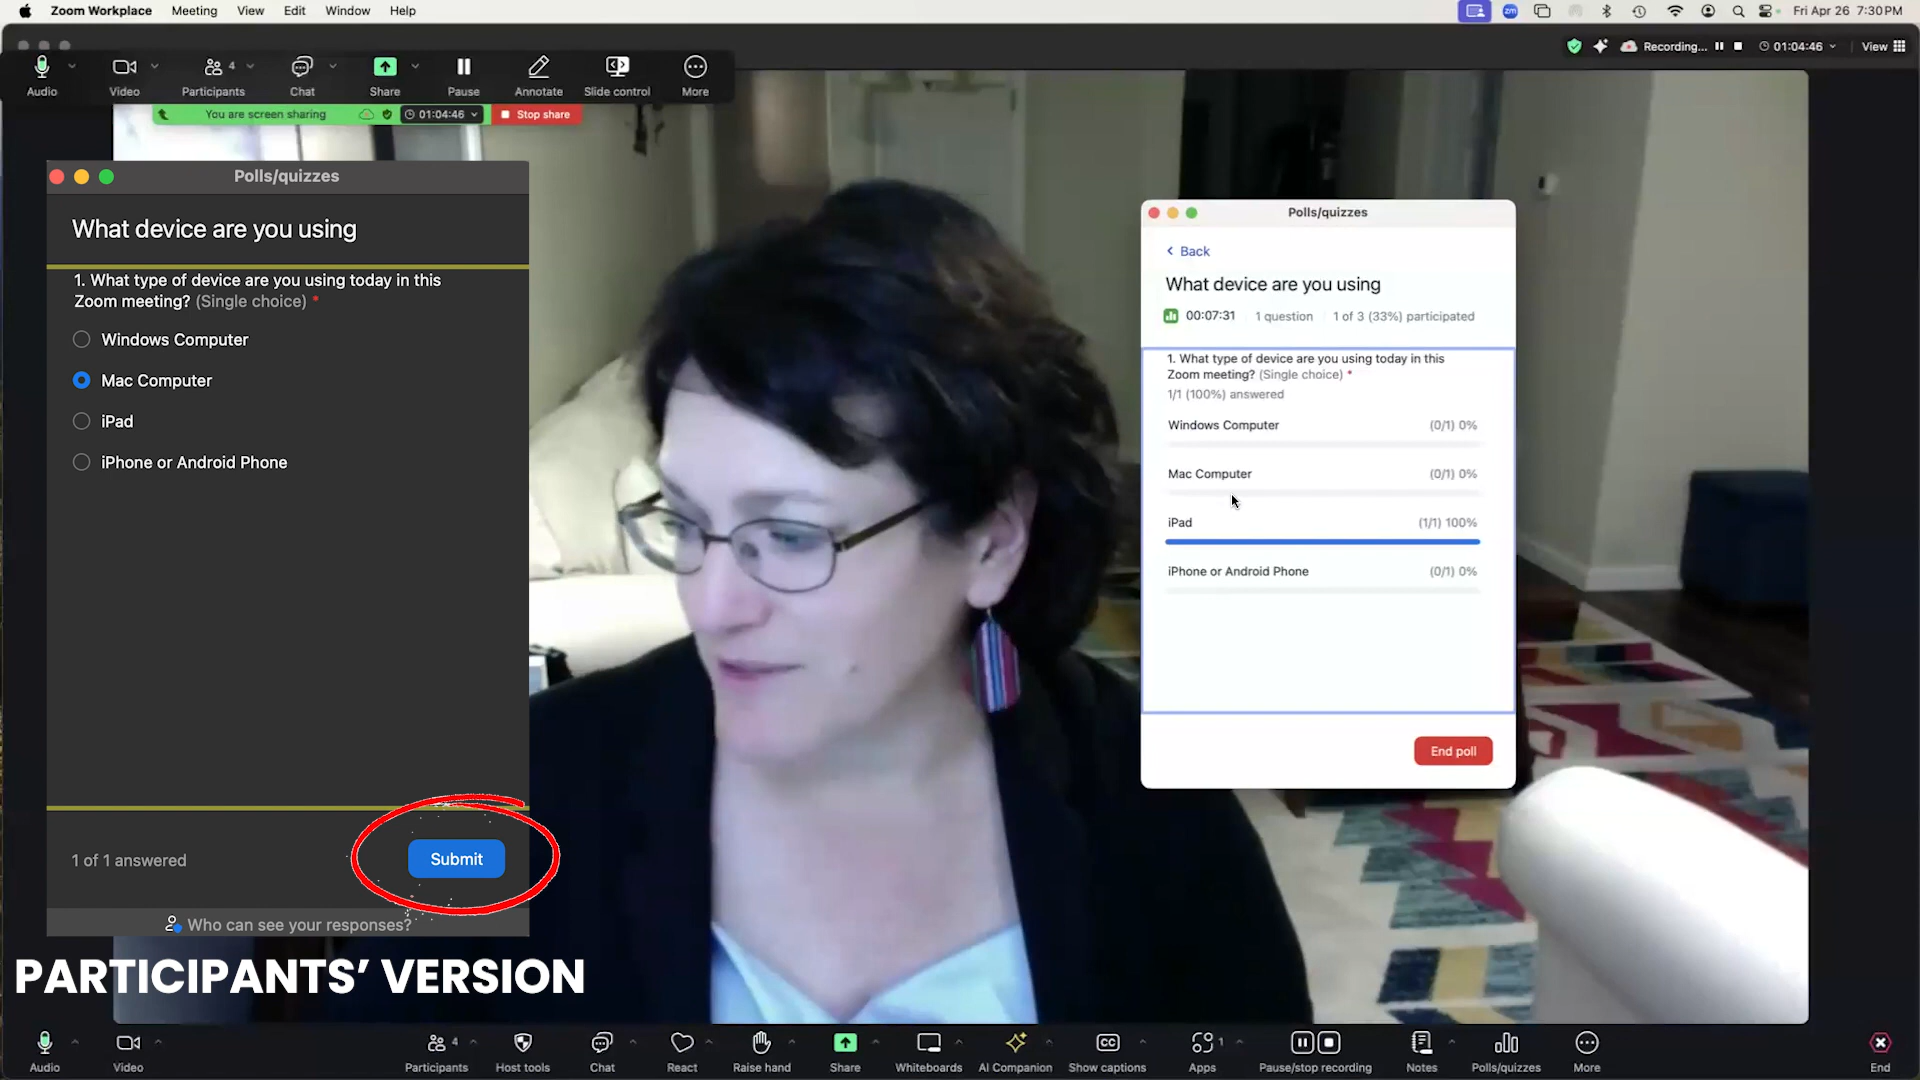 Zoom Workplace Meeting View Edit Window Help
zm
Fri Apr 26 7:30 PM
Recording...
01:04:46
View
4
Audio Video Participants Chat Share Pause Annotate Slide control More
You are screen sharing
01:04:46
Stop share
Polls/quizzes
What device are you using
1. What type of device are you using today in this
Zoom meeting? (Single choice) *
Windows Computer
Mac Computer
iPad
iPhone or Android Phone
1 of 1 answered
Submit
Who can see your responses?
PARTICIPANTS’ VERSION
Polls/quizzes
Back
What device are you using
00:07:31 1 question 1 of 3 (33%) participated
1. What type of device are you using today in this
Zoom meeting? (Single choice) *
1/1 (100%) answered
Windows Computer (0/1) 0%
Mac Computer (0/1) 0%
iPad (1/1) 100%
iPhone or Android Phone (0/1) 0%
End poll
4 CC 1
Audio Video Participants Host tools Chat React Raise hand Share Whiteboards AI Companion Show captions Apps Pause/stop recording Notes Polls/quizzes More End